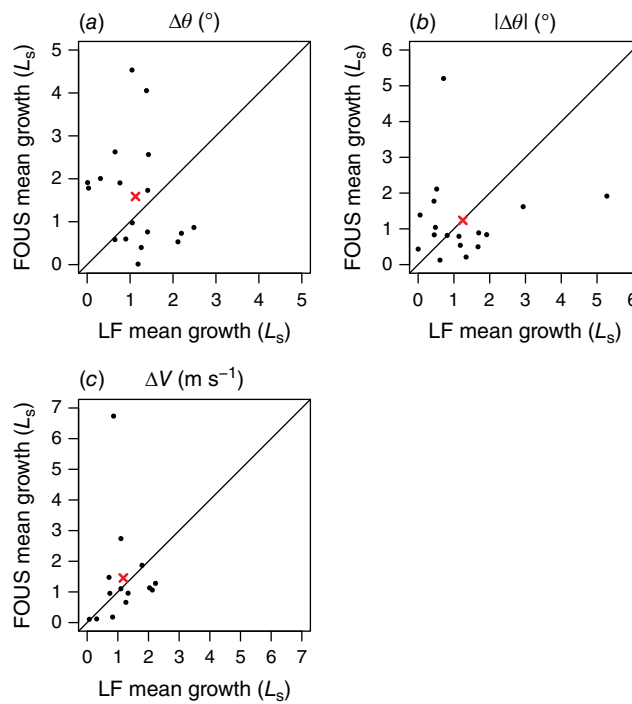 (a) Δθ (°)
FOUS mean growth (Ls)
5
4
3
2
1
0
0 1 2 3 4 5
LF mean growth (Ls)
(b) |Δθ| (°)
FOUS mean growth (Ls)
6
5
4
3
2
1
0
0 1 2 3 4 5 6
LF mean growth (Ls)
(c) ΔV (m s⁻¹)
FOUS mean growth (Ls)
7
6
5
4
3
2
1
0
0 1 2 3 4 5 6 7
LF mean growth (Ls)